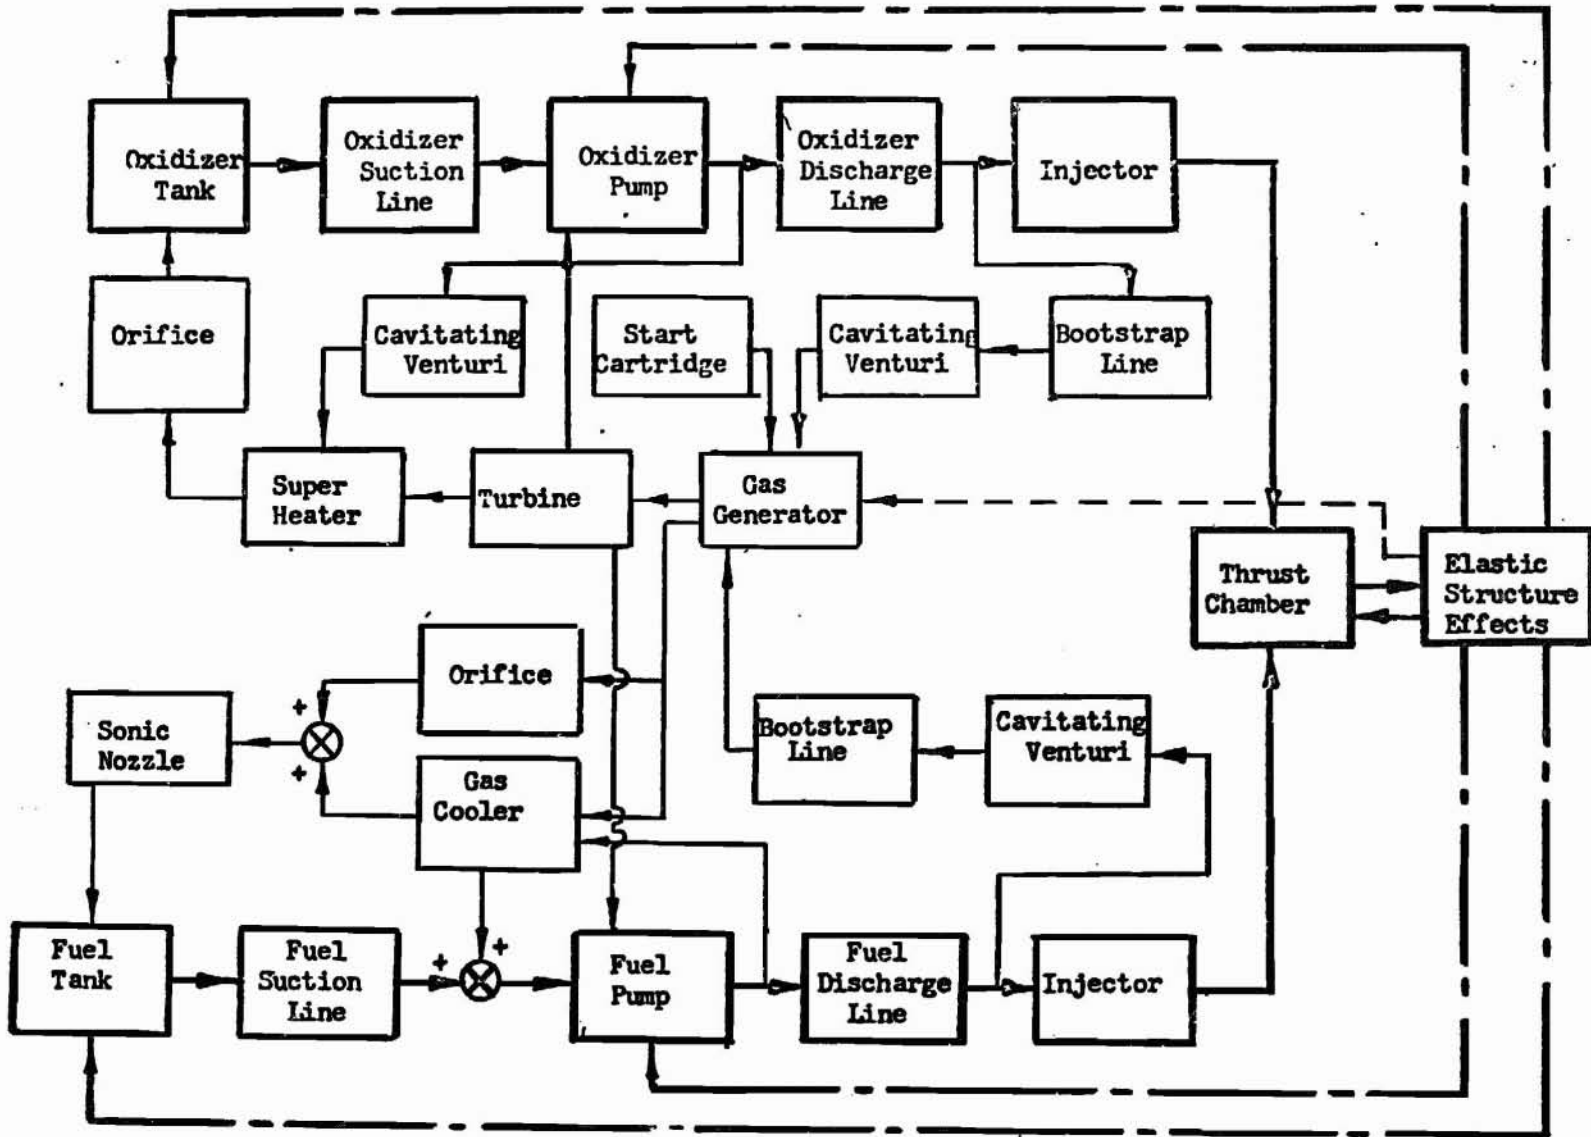 Oxidizer
Tank
Oxidizer
Suction
Line
Oxidizer
Pump
Oxidizer
Discharge
Line
Injector
Orifice
Cavitating
Venturi
Start
Cartridge
Cavitating
Venturi
Bootstrap
Line
Super
Heater
Turbine
Gas
Generator
Thrust
Chamber
Elastic
Structure
Effects
Orifice
Sonic
Nozzle
+
+
Gas
Cooler
Bootstrap
Line
Cavitating
Venturi
Fuel
Tank
Fuel
Suction
Line
+
+
Fuel
Pump
Fuel
Discharge
Line
Injector